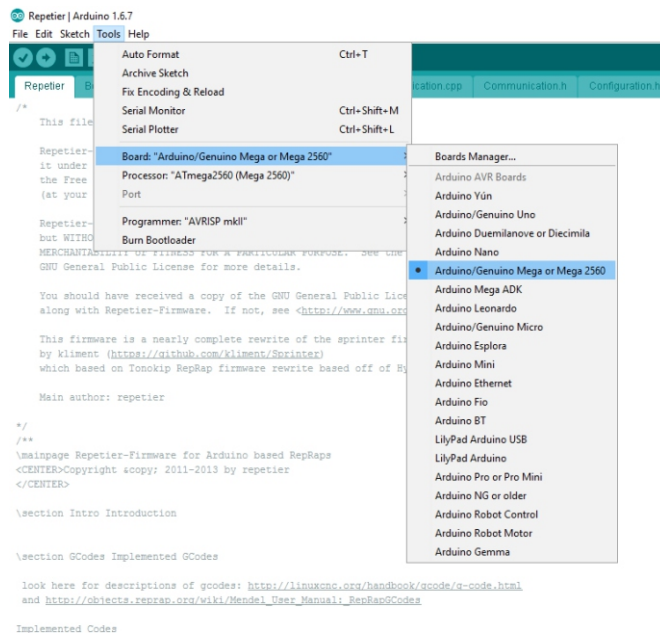 Repetier | Arduino 1.6.7
File Edit Sketch Tools Help
Repetier
ication.cpp
Communication.h
Configuration.h
Auto Format Ctrl+T
Archive Sketch
Fix Encoding & Reload
Serial Monitor Ctrl+Shift+M
Serial Plotter Ctrl+Shift+L
Board: "Arduino/Genuino Mega or Mega 2560"
Processor: "ATmega2560 (Mega 2560)"
Port
Programmer: "AVRISP mkII"
Burn Bootloader
Boards Manager...
Arduino AVR Boards
Arduino Yún
Arduino/Genuino Uno
Arduino Duemilanove or Diecimila
Arduino Nano
Arduino/Genuino Mega or Mega 2560
Arduino Mega ADK
Arduino Leonardo
Arduino/Genuino Micro
Arduino Esplora
Arduino Mini
Arduino Ethernet
Arduino Fio
Arduino BT
LilyPad Arduino USB
LilyPad Arduino
Arduino Pro or Pro Mini
Arduino NG or older
Arduino Robot Control
Arduino Robot Motor
Arduino Gemma
/*
This file
Repetier-
it under
the Free
(at your
Repetier-
but WITHO
MERCHANTABILITY or FITNESS FOR A PARTICULAR PURPOSE. See the
GNU General Public License for more details.
You should have received a copy of the GNU General Public Lice
along with Repetier-Firmware. If not, see <http://www.gnu.org
This firmware is a nearly complete rewrite of the sprinter fir
by kliment (https://github.com/kliment/Sprinter)
which based on Tonokip RepRap firmware rewrite based off of Hy
Main author: repetier
*/
/**
\mainpage Repetier-Firmware for Arduino based RepRaps
<CENTER>Copyright &copy; 2011-2013 by repetier
</CENTER>
\section Intro Introduction
\section GCodes Implemented GCodes
look here for descriptions of gcodes: http://linuxcnc.org/handbook/gcode/g-code.html
and http://objects.reprap.org/wiki/Mendel_User_Manual:_RepRapGCodes
Implemented Codes